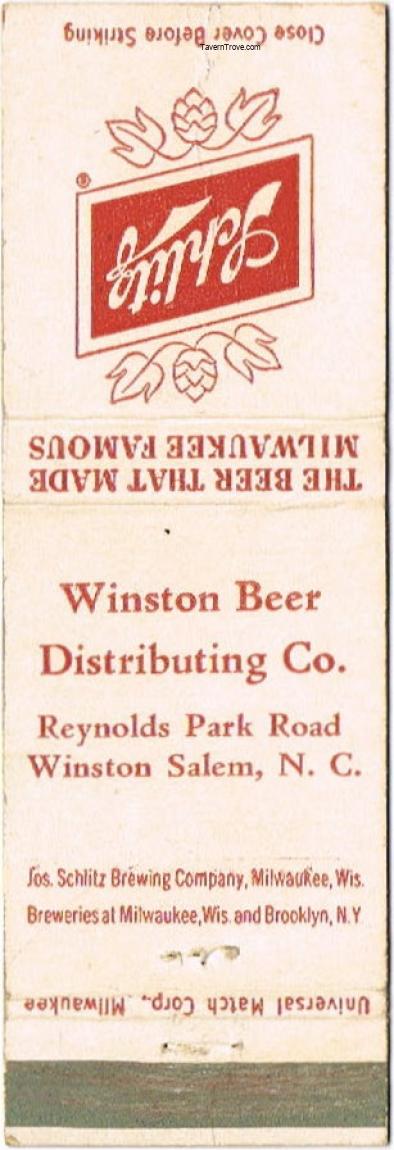 Close Cover Before Striking
TavernTrove.com
Schlitz
®
THE BEER THAT MADE
MILWAUKEE FAMOUS
Winston Beer
Distributing Co.
Reynolds Park Road
Winston Salem, N. C.
Jos. Schlitz Brewing Company, Milwaukee, Wis.
Breweries at Milwaukee, Wis. and Brooklyn, N.Y
Universal Match Corp., Milwaukee